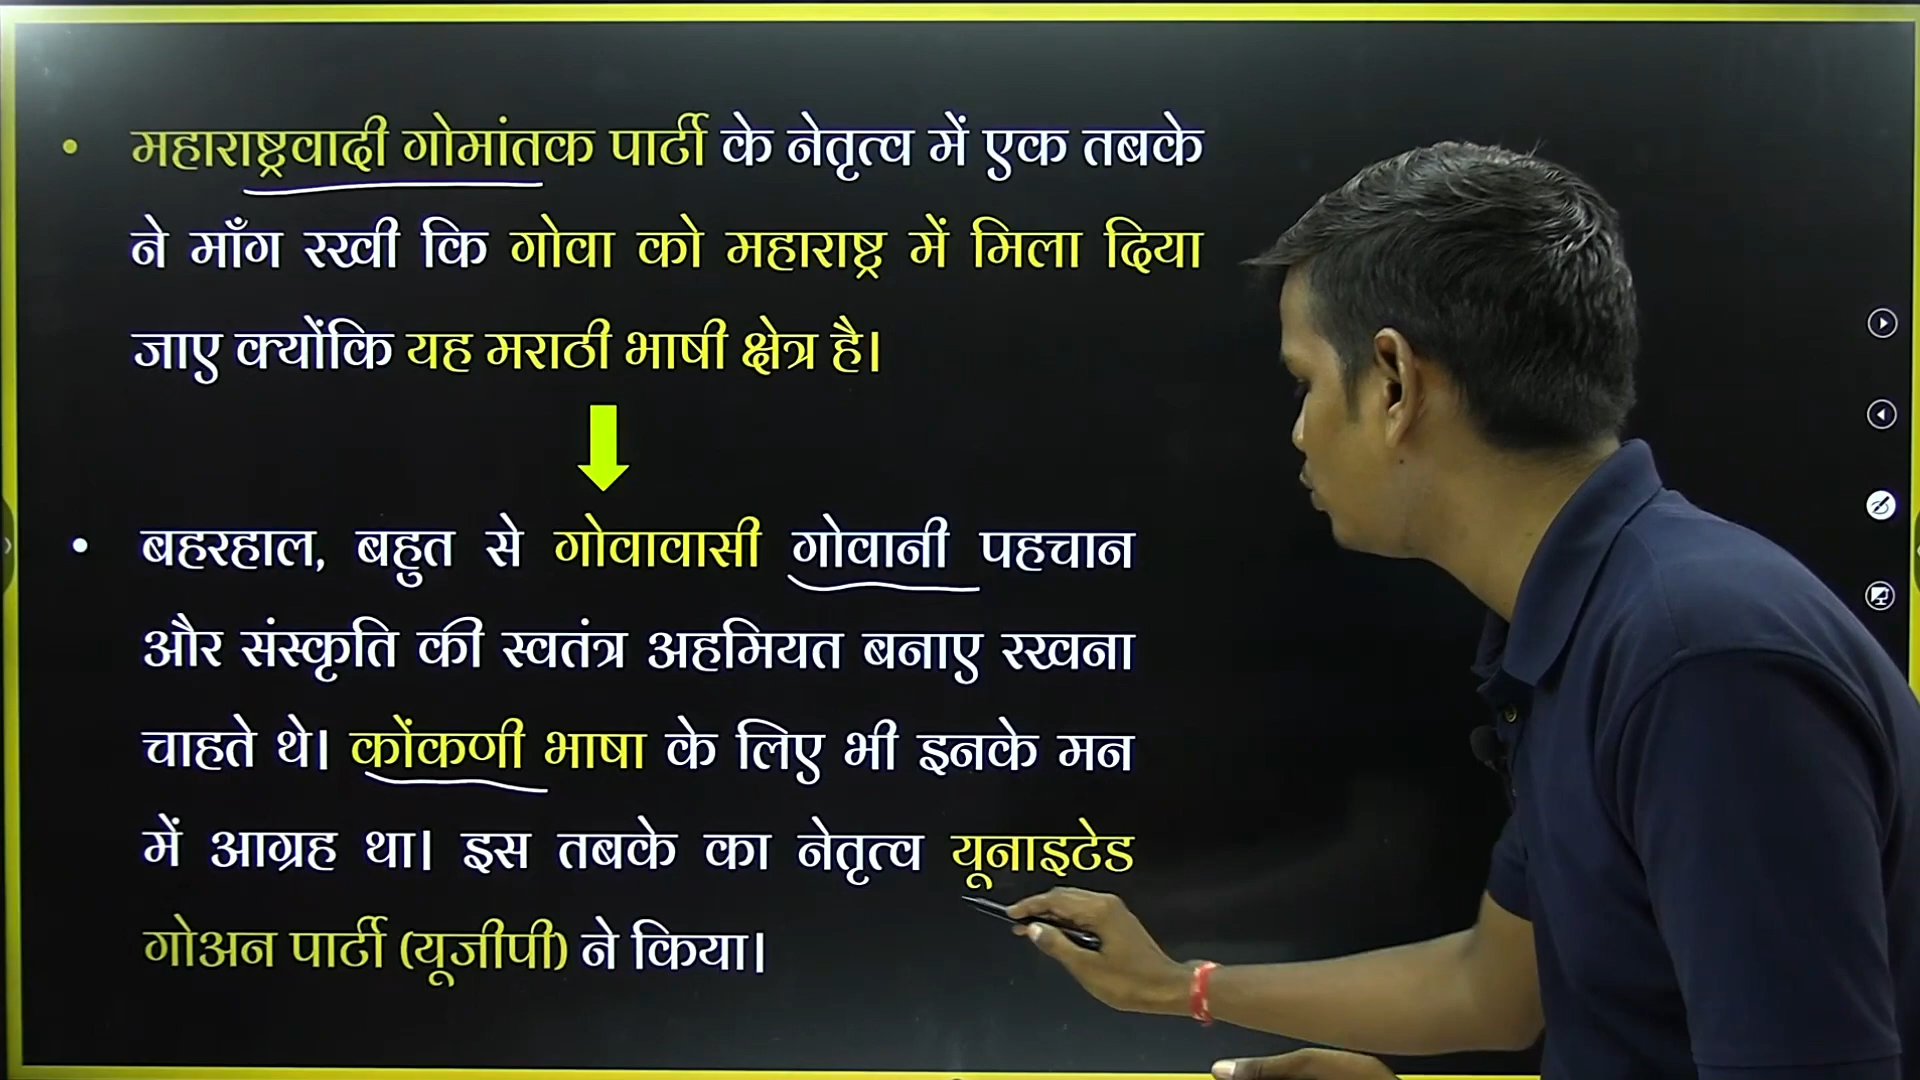 • महाराष्ट्रवादी गोमांतक पार्टी के नेतृत्व में एक तबके
ने माँग रखी कि गोवा को महाराष्ट्र में मिला दिया
जाए क्योंकि यह मराठी भाषी क्षेत्र है।
• बहरहाल, बहुत से गोवावासी गोवानी पहचान
और संस्कृति की स्वतंत्र अहमियत बनाए रखना
चाहते थे। कोंकणी भाषा के लिए भी इनके मन
में आग्रह था। इस तबके का नेतृत्व यूनाइटेड
गोअन पार्टी (यूजीपी) ने किया।